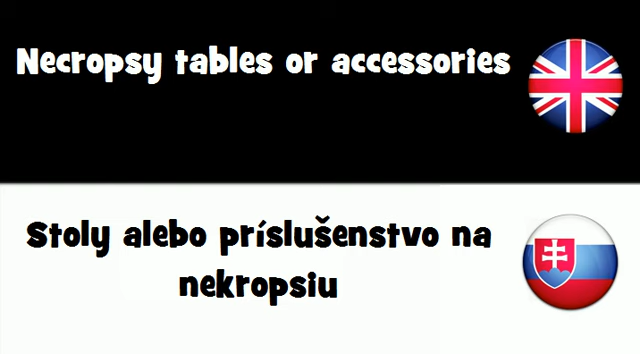 Necropsy tables or accessories
Stoly alebo príslušenstvo na
nekropsiu